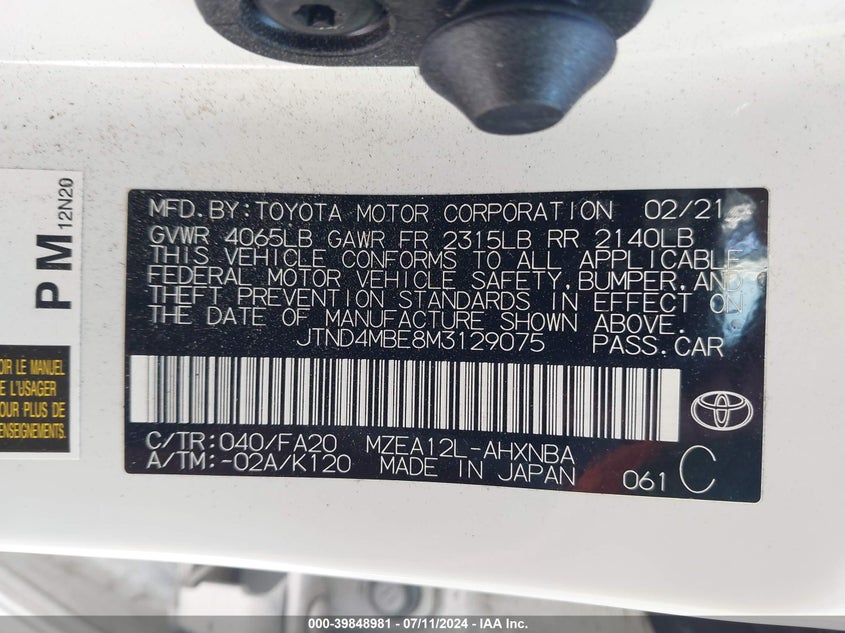 MFD. BY: TOYOTA MOTOR CORPORATION 02/21
GVWR 4065LB GAWR FR 2315LB RR 2140LB
THIS VEHICLE CONFORMS TO ALL APPLICABLE
FEDERAL MOTOR VEHICLE SAFETY, BUMPER, AND
THEFT PREVENTION STANDARDS IN EFFECT ON
THE DATE OF MANUFACTURE SHOWN ABOVE.
JTND4MBE8M3129075 PASS.CAR
C/TR: 040/FA20 MZEA12L-AHXNBA
A/TM: -02A/K120 MADE IN JAPAN 061 C
PM 12N20
LE MANUEL
L'USAGER
POUR PLUS DE
000-39848981 - 07/11/2024 - IAA Inc.